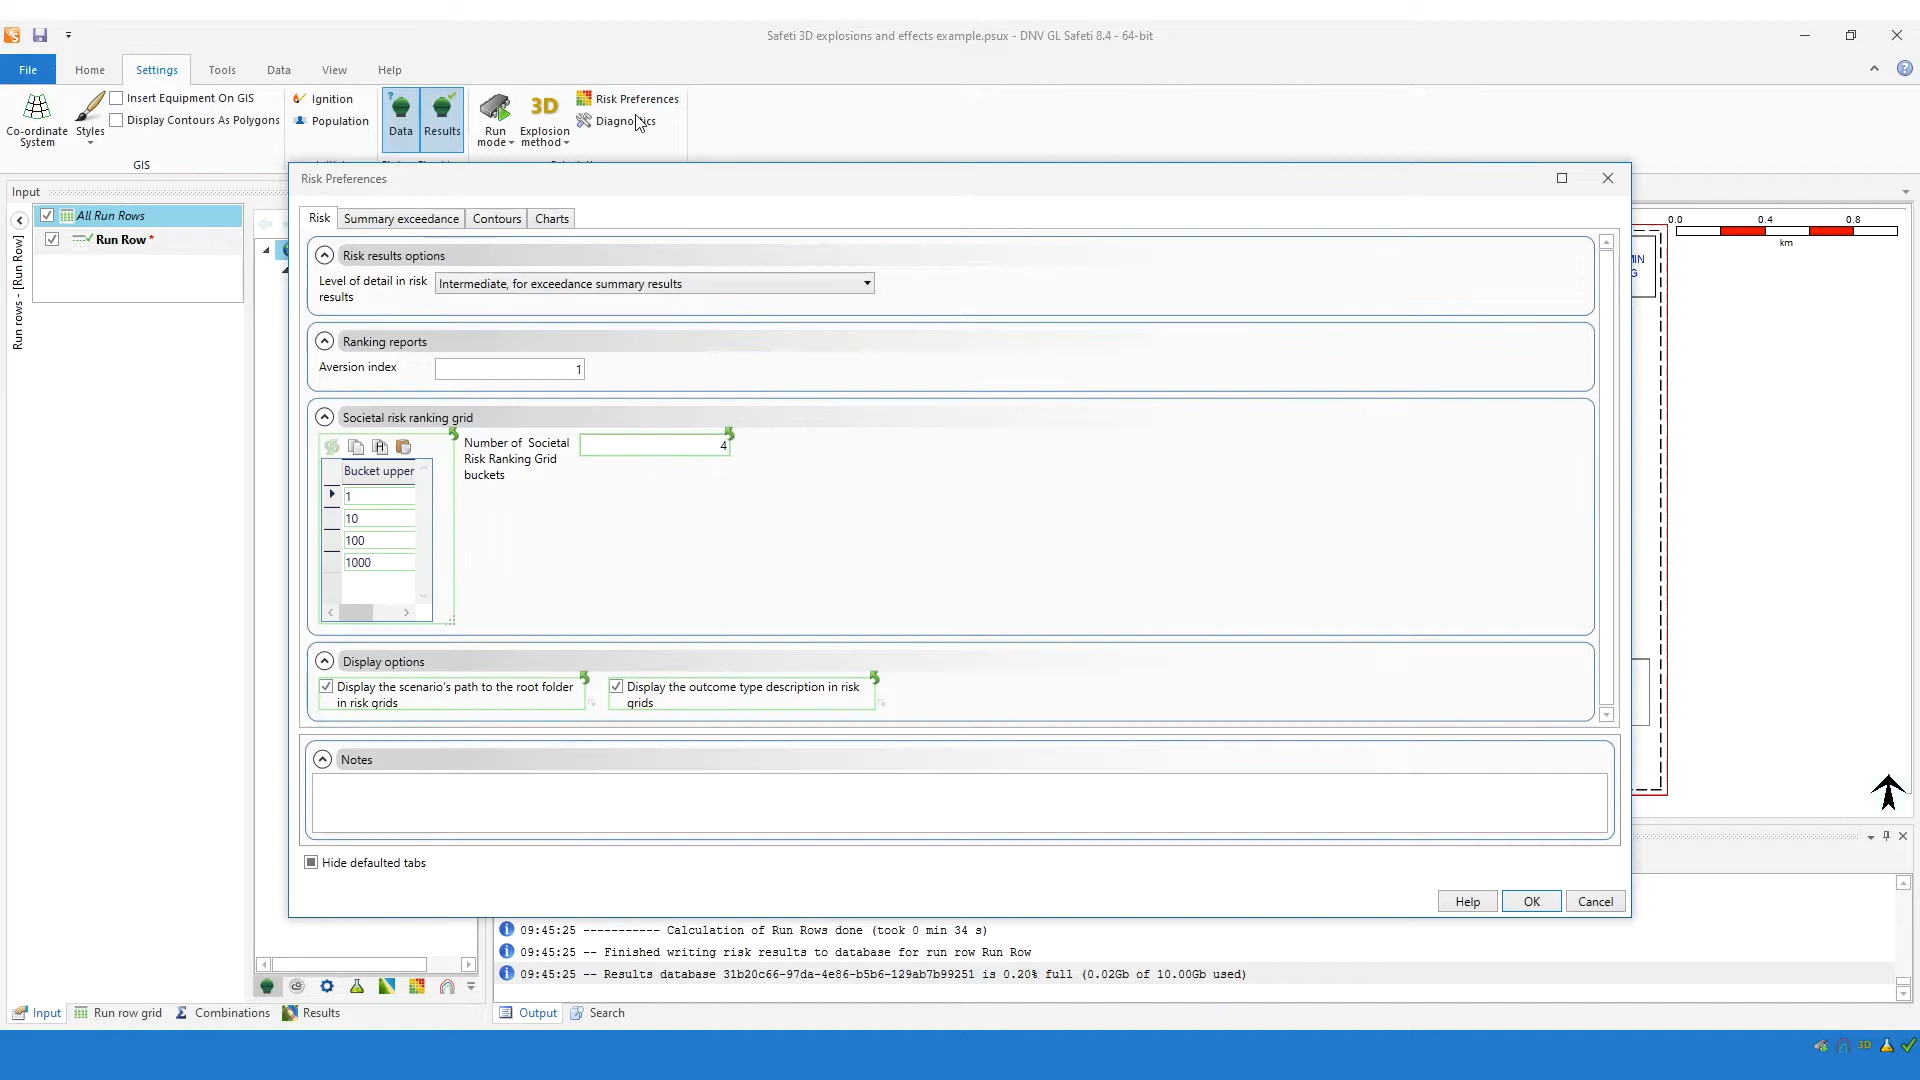 Safeti 3D explosions and effects example.psux - DNV GL Safeti 8.4 - 64-bit
File Home Settings Tools Data View Help
Insert Equipment On GIS
Display Contours As Polygons
Co-ordinate System
Styles
GIS
Ignition
Population
Data
Results
Run mode
3D
Explosion method
Risk Preferences
Diagnostics
Input
All Run Rows
Run Row *
Run rows - [Run Row]
Risk Preferences
Risk Summary exceedance Contours Charts
Risk results options
Level of detail in risk results
Intermediate, for exceedance summary results
Ranking reports
Aversion index 1
Societal risk ranking grid
Bucket upper
1
10
100
1000
Number of Societal Risk Ranking Grid buckets
4
Display options
Display the scenario's path to the root folder in risk grids
Display the outcome type description in risk grids
Notes
Hide defaulted tabs
Help OK Cancel
0.0 0.4 0.8
km
09:45:25 ----------- Calculation of Run Rows done (took 0 min 34 s)
09:45:25 -- Finished writing risk results to database for run row Run Row
09:45:25 -- Results database 31b20c66-97da-4e86-b5b6-129ab7b99251 is 0.20% full (0.02Gb of 10.00Gb used)
Input Run row grid Combinations Results
Output Search
3D